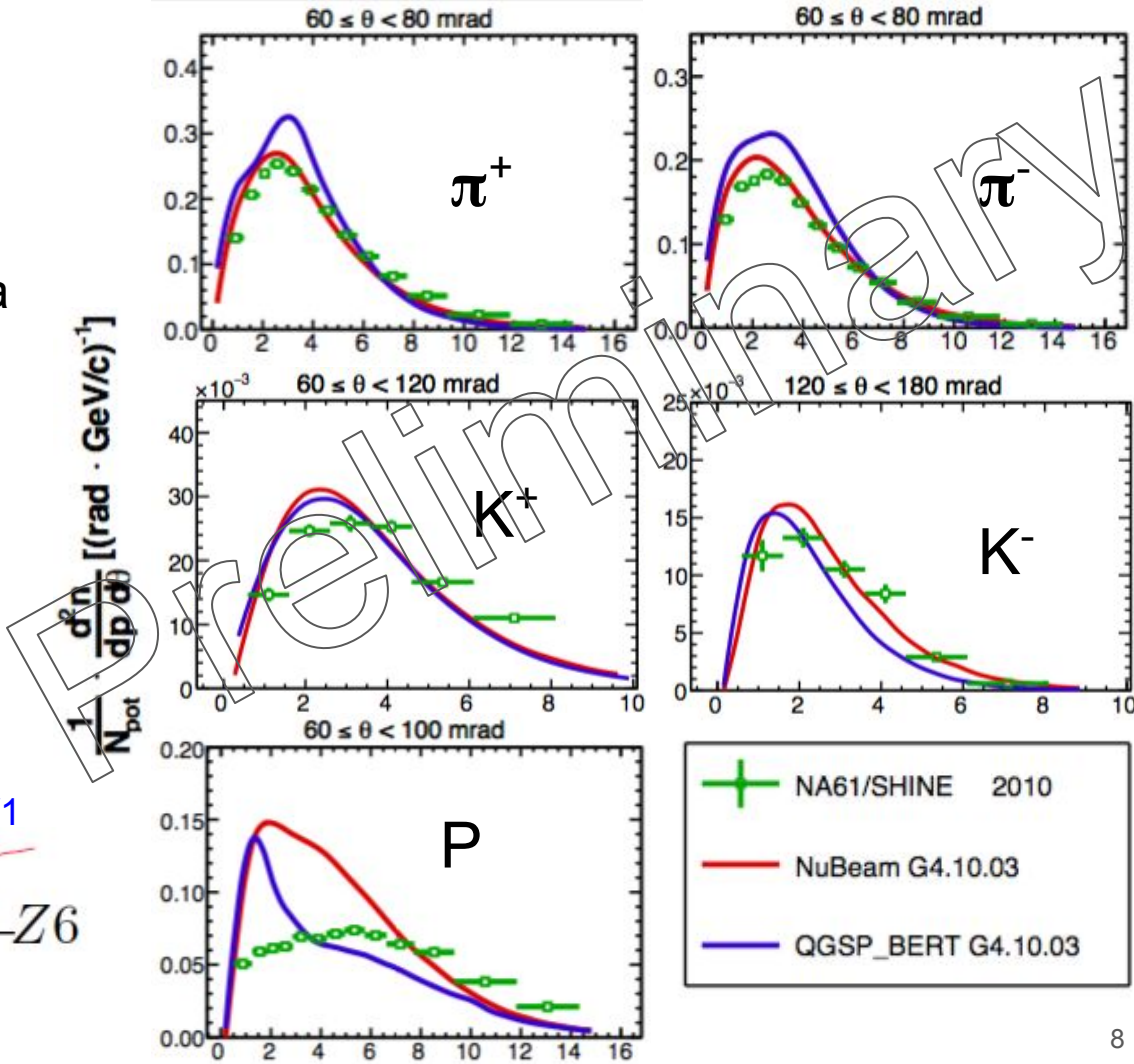 60 ≤ θ < 80 mrad
60 ≤ θ < 80 mrad
0.4
0.3
0.2
0.1
0.0
π+
0 2 4 6 8 10 12 14 16
0.3
0.2
0.1
0.0
π-
0 2 4 6 8 10 12 14 16
a
1/Npot · d²n/dp dθ [(rad · GeV/c)-1]
×10-3 60 ≤ θ < 120 mrad
40
30
20
10
0
K+
0 2 4 6 8 10
×10-3 120 ≤ θ < 180 mrad
25
20
15
10
5
0
K-
0 2 4 6 8 10
60 ≤ θ < 100 mrad
0.20
0.15
0.10
0.05
0.00
P
0 2 4 6 8 10 12 14 16
NA61/SHINE 2010
NuBeam G4.10.03
QGSP_BERT G4.10.03
1
-Z6
Preliminary
8